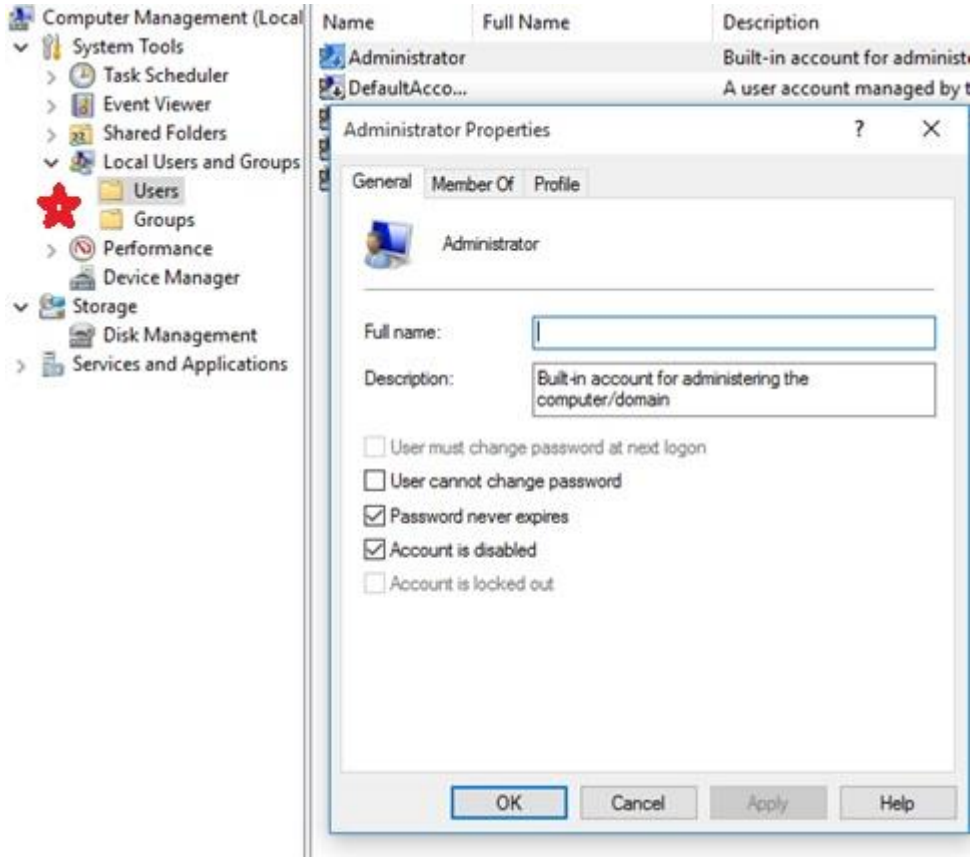 Computer Management (Local
System Tools
Task Scheduler
Event Viewer
Shared Folders
Local Users and Groups
Users
Groups
Performance
Device Manager
Storage
Disk Management
Services and Applications
Name Full Name Description
Administrator Built-in account for administ
DefaultAcco... A user account managed by t
Administrator Properties ? ×
General Member Of Profile
Administrator
Full name:
Description: Built-in account for administering the
computer/domain
User must change password at next logon
User cannot change password
Password never expires
Account is disabled
Account is locked out
OK Cancel Apply Help